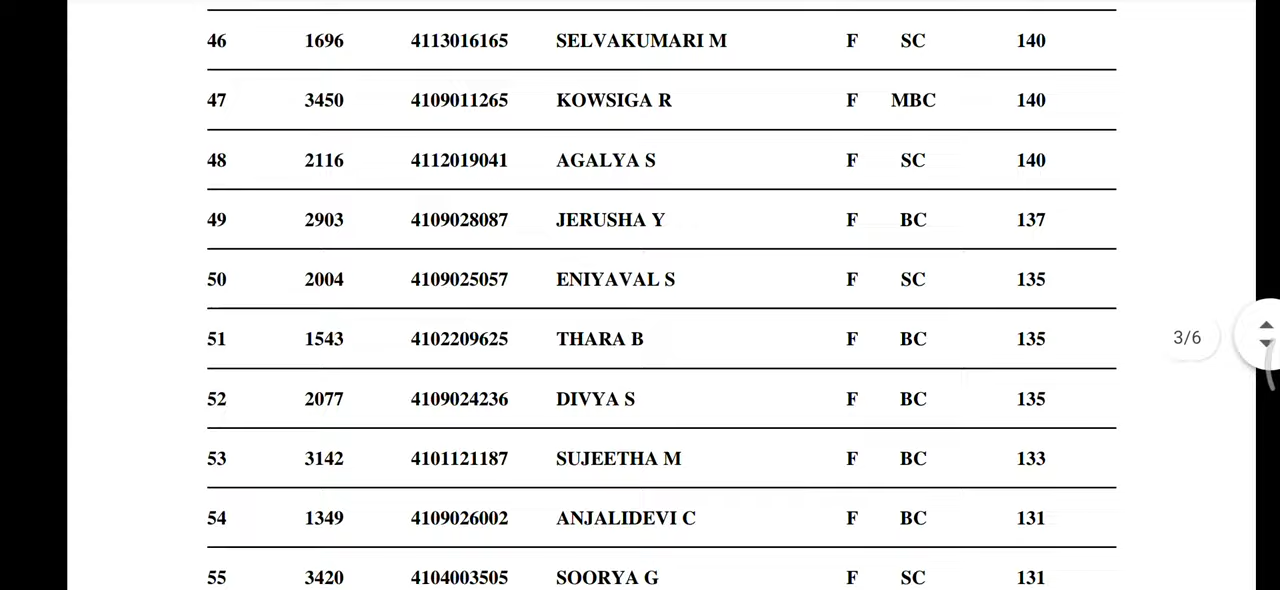 46 1696 4113016165 SELVAKUMARI M F SC 140
47 3450 4109011265 KOWSIGA R F MBC 140
48 2116 4112019041 AGALYA S F SC 140
49 2903 4109028087 JERUSHA Y F BC 137
50 2004 4109025057 ENIYAVAL S F SC 135
51 1543 4102209625 THARA B F BC 135
3/6
52 2077 4109024236 DIVYA S F BC 135
53 3142 4101121187 SUJEETHA M F BC 133
54 1349 4109026002 ANJALIDEVI C F BC 131
55 3420 4104003505 SOORYA G F SC 131